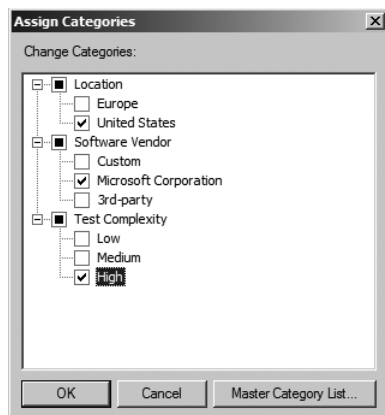 Assign Categories
Change Categories:
Location
Europe
United States
Software Vendor
Custom
Microsoft Corporation
3rd-party
Test Complexity
Low
Medium
High
OK Cancel Master Category List...